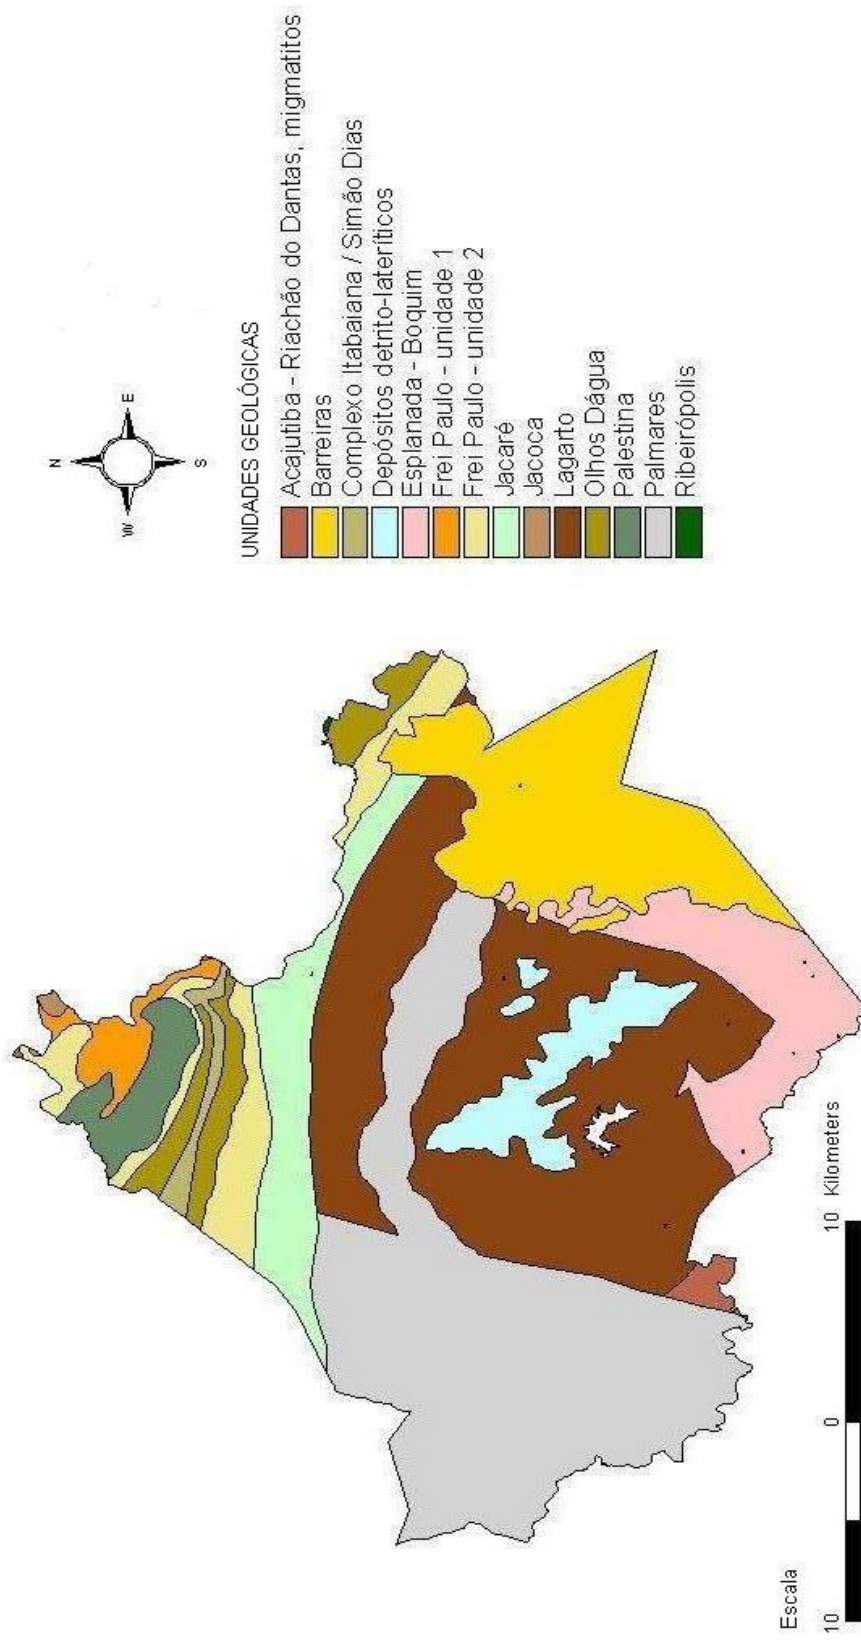 N
W
E
S
UNIDADES GEOLÓGICAS
Acajutiba - Riachão do Dantas, migmatitos
Barreiras
Complexo Itabaiana / Simão Dias
Depósitos detrito-lateríticos
Esplanada - Boquim
Frei Paulo - unidade 1
Frei Paulo - unidade 2
Jacaré
Jacoca
Lagarto
Olhos Dágua
Palestina
Palmares
Ribeirópolis
Escala
10
0
10 Kilometers